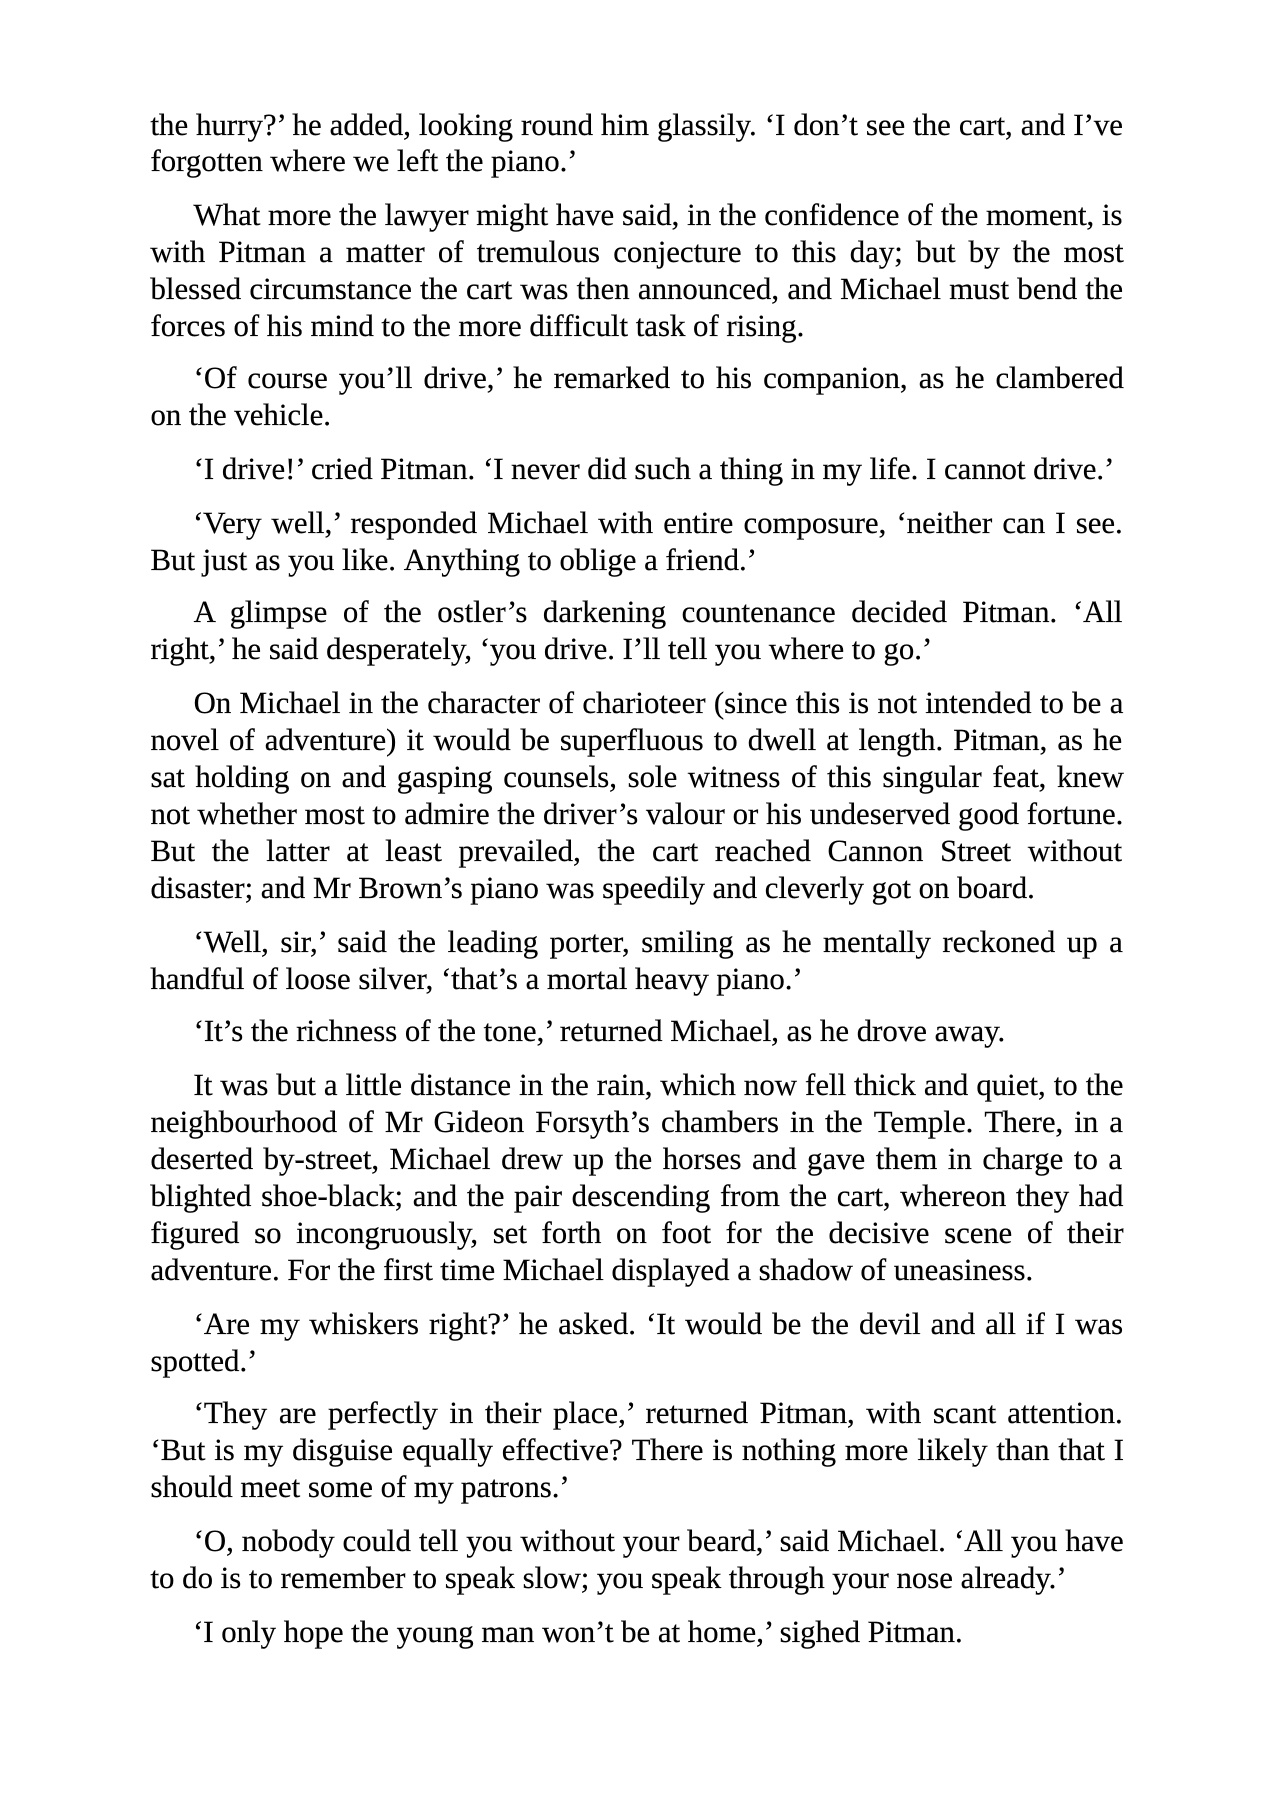 the hurry?’ he added, looking round him glassily. ‘I don’t see the cart, and I’ve
forgotten where we left the piano.’
What more the lawyer might have said, in the confidence of the moment, is
with Pitman a matter of tremulous conjecture to this day; but by the most
blessed circumstance the cart was then announced, and Michael must bend the
forces of his mind to the more difficult task of rising.
‘Of course you’ll drive,’ he remarked to his companion, as he clambered
on the vehicle.
‘I drive!’ cried Pitman. ‘I never did such a thing in my life. I cannot drive.’
‘Very well,’ responded Michael with entire composure, ‘neither can I see.
But just as you like. Anything to oblige a friend.’
A glimpse of the ostler’s darkening countenance decided Pitman. ‘All
right,’ he said desperately, ‘you drive. I’ll tell you where to go.’
On Michael in the character of charioteer (since this is not intended to be a
novel of adventure) it would be superfluous to dwell at length. Pitman, as he
sat holding on and gasping counsels, sole witness of this singular feat, knew
not whether most to admire the driver’s valour or his undeserved good fortune.
But the latter at least prevailed, the cart reached Cannon Street without
disaster; and Mr Brown’s piano was speedily and cleverly got on board.
‘Well, sir,’ said the leading porter, smiling as he mentally reckoned up a
handful of loose silver, ‘that’s a mortal heavy piano.’
‘It’s the richness of the tone,’ returned Michael, as he drove away.
It was but a little distance in the rain, which now fell thick and quiet, to the
neighbourhood of Mr Gideon Forsyth’s chambers in the Temple. There, in a
deserted by-street, Michael drew up the horses and gave them in charge to a
blighted shoe-black; and the pair descending from the cart, whereon they had
figured so incongruously, set forth on foot for the decisive scene of their
adventure. For the first time Michael displayed a shadow of uneasiness.
‘Are my whiskers right?’ he asked. ‘It would be the devil and all if I was
spotted.’
‘They are perfectly in their place,’ returned Pitman, with scant attention.
‘But is my disguise equally effective? There is nothing more likely than that I
should meet some of my patrons.’
‘O, nobody could tell you without your beard,’ said Michael. ‘All you have
to do is to remember to speak slow; you speak through your nose already.’
‘I only hope the young man won’t be at home,’ sighed Pitman.